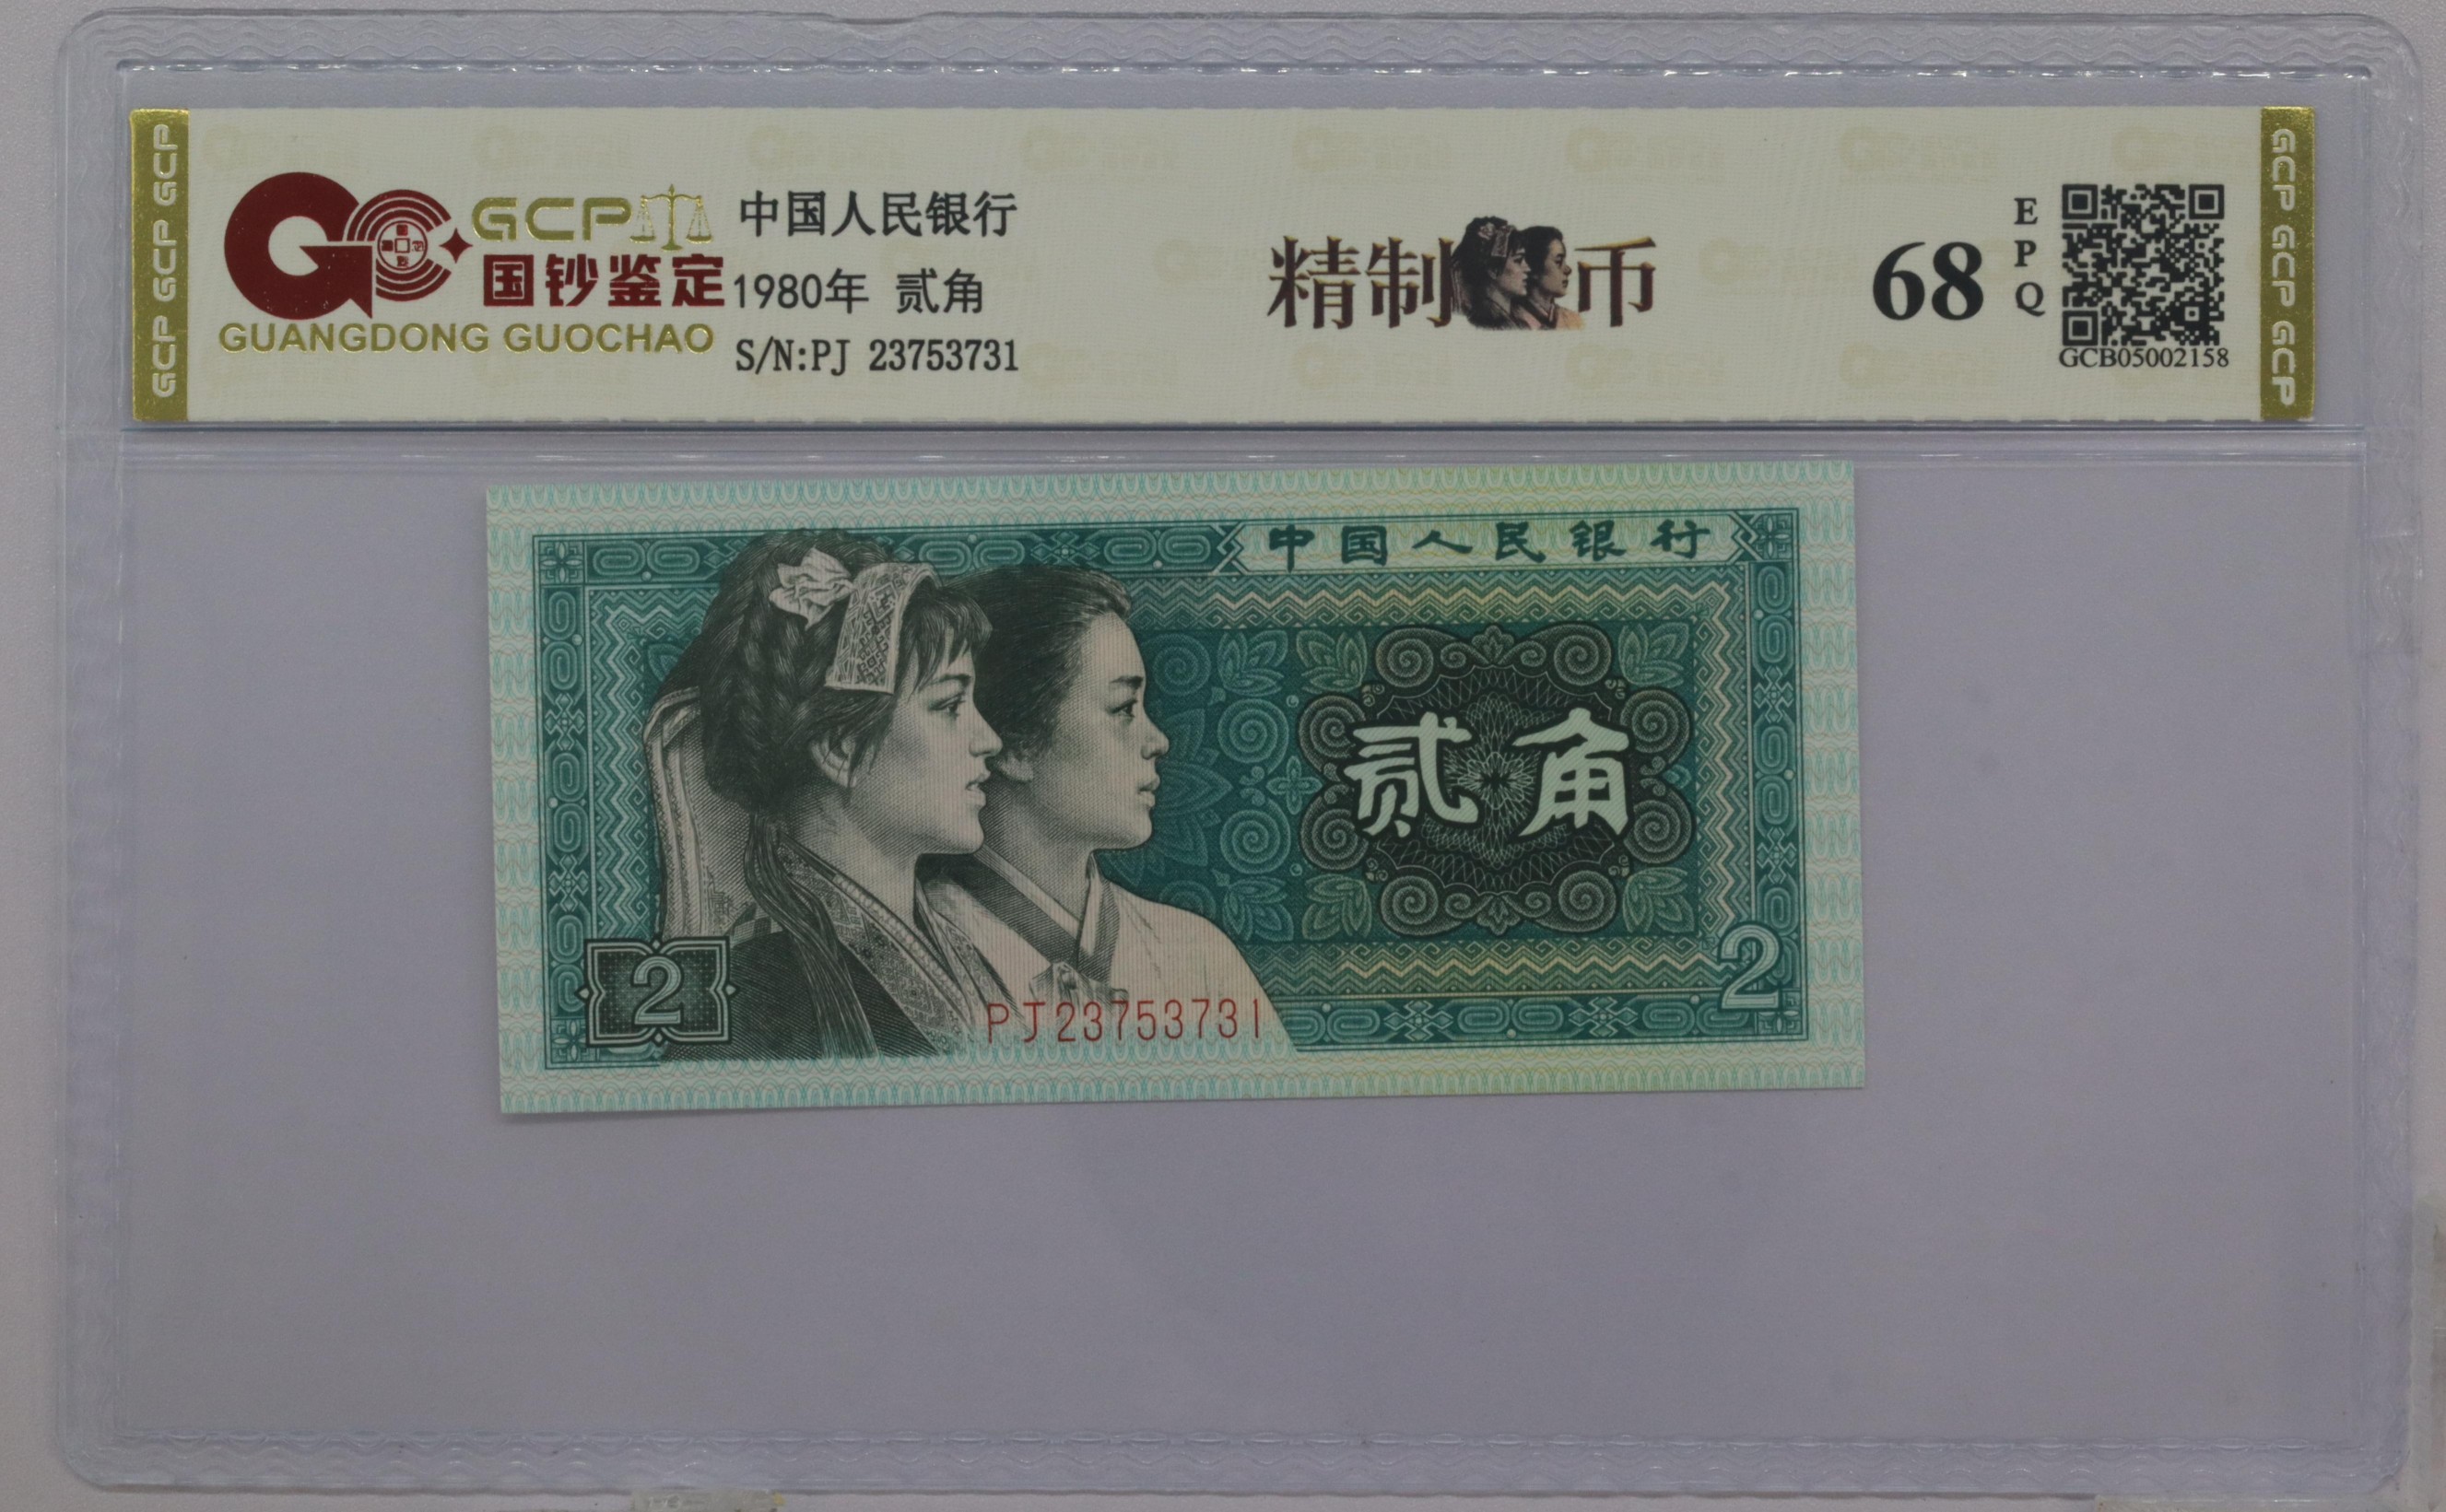 GCP GCP GCP
GCP
国钞鉴定
GUANGDONG GUOCHAO
中国人民银行
1980年 贰角
S/N:PJ 23753731
精制币
68
EPQ
GCB05002158
GCP GCP GCP
中国人民银行
贰角
2
2
PJ23753731